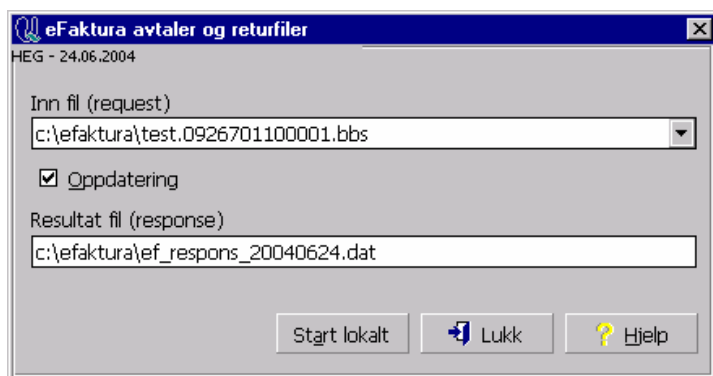 eFaktura avtaler og returfiler
HEG - 24.06.2004
Inn fil (request)
c:\efaktura\test.0926701100001.bbs
Oppdatering
Resultat fil (response)
c:\efaktura\ef_respons_20040624.dat
Start lokalt Lukk Hjelp